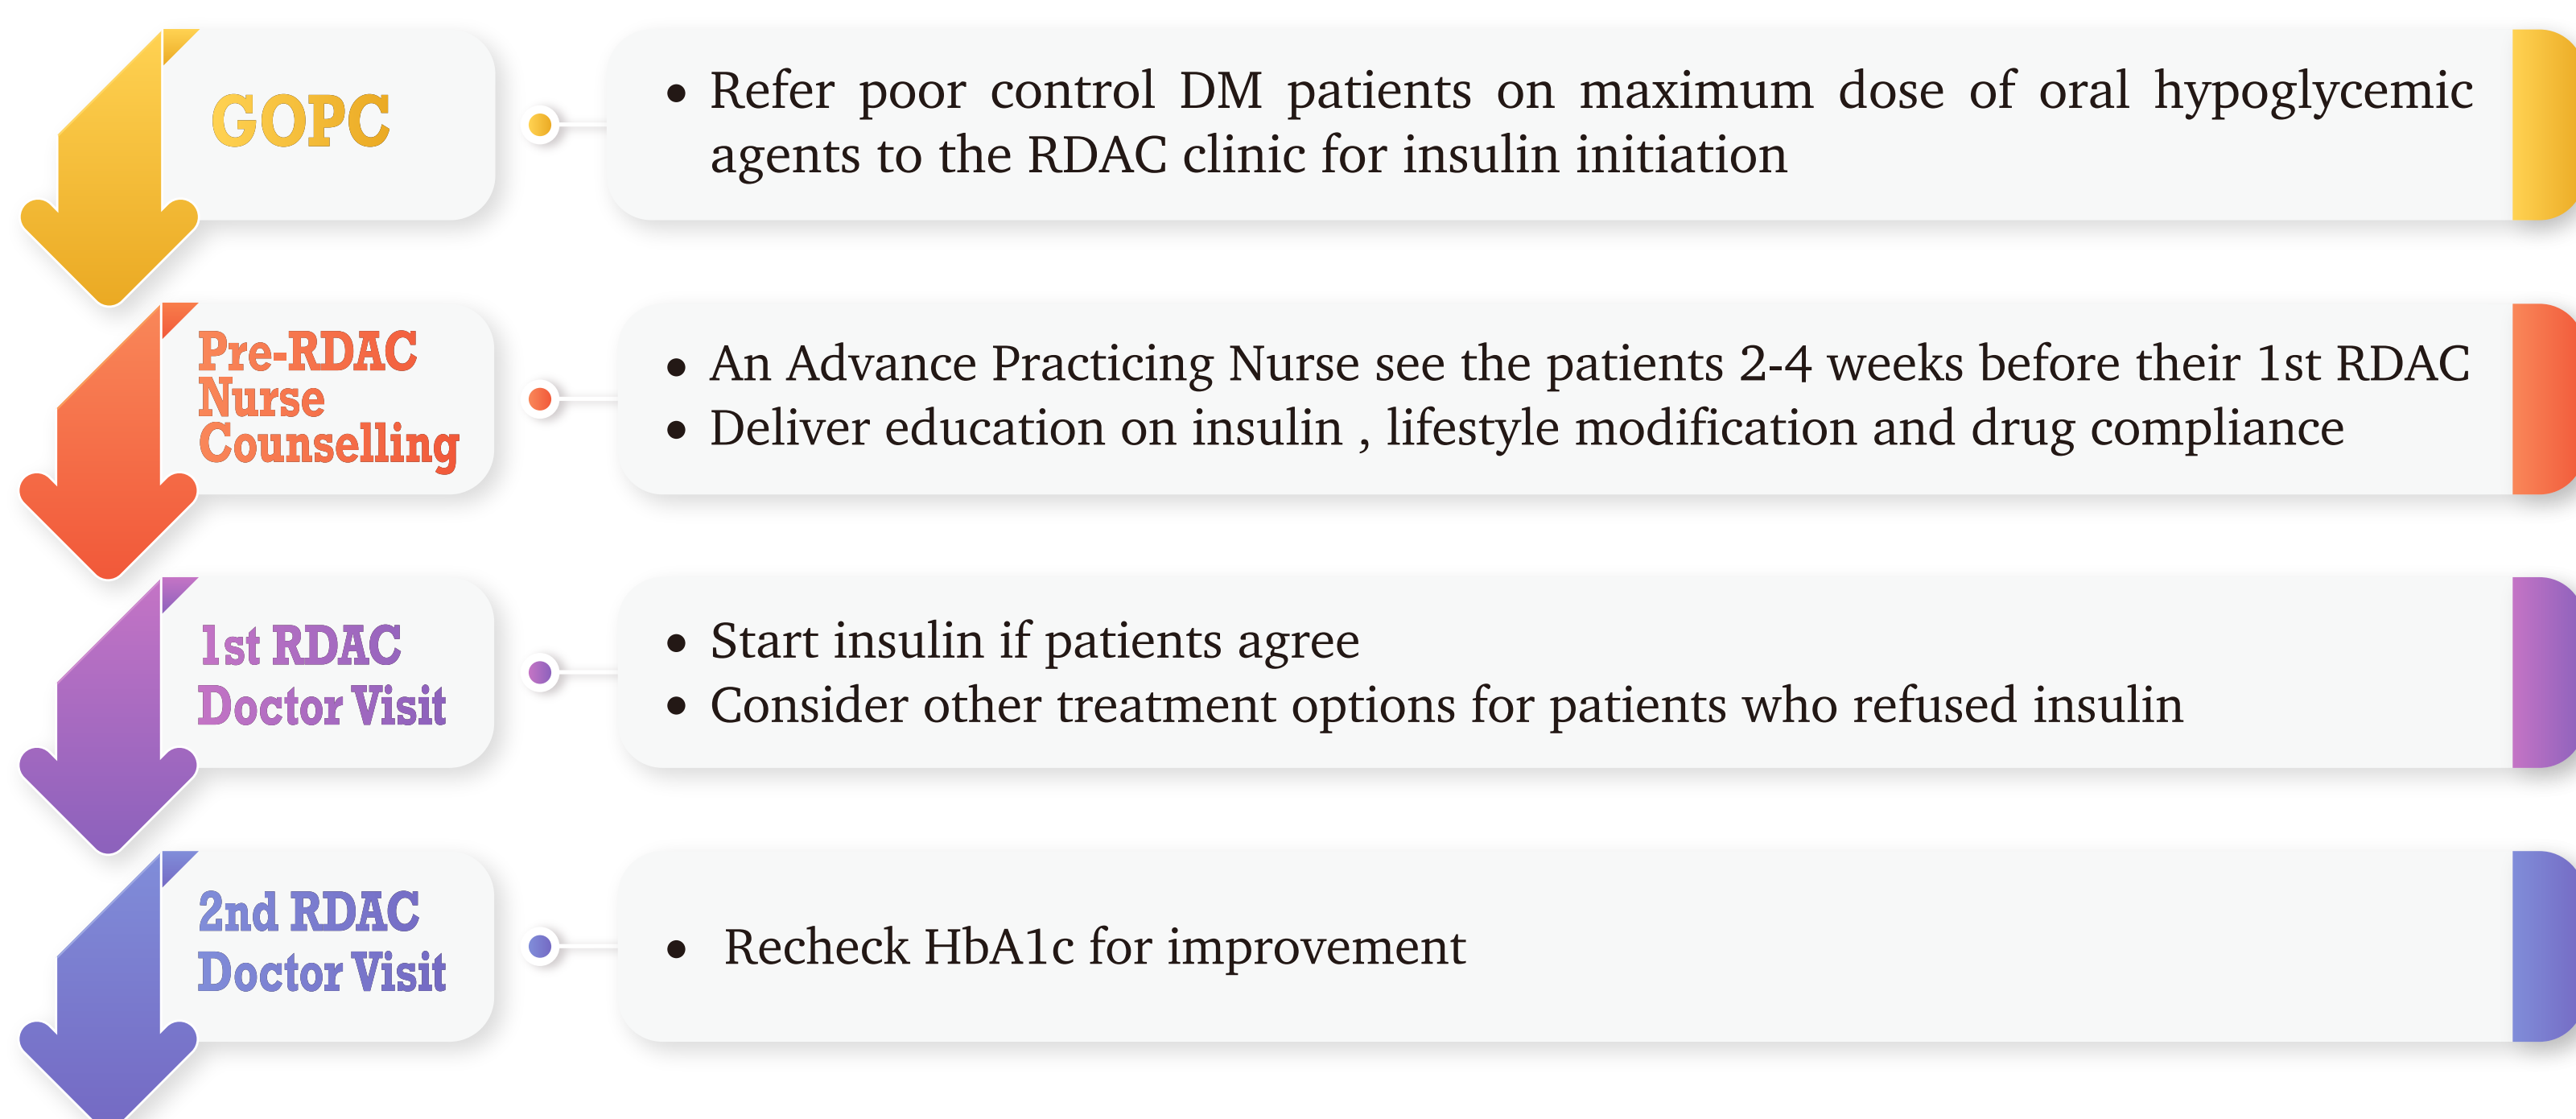 GOPC
• Refer poor control DM patients on maximum dose of oral hypoglycemic
agents to the RDAC clinic for insulin initiation
Pre-RDAC
Nurse
Counselling
• An Advance Practicing Nurse see the patients 2-4 weeks before their 1st RDAC
• Deliver education on insulin , lifestyle modification and drug compliance
1st RDAC
Doctor Visit
• Start insulin if patients agree
• Consider other treatment options for patients who refused insulin
2nd RDAC
Doctor Visit
• Recheck HbA1c for improvement